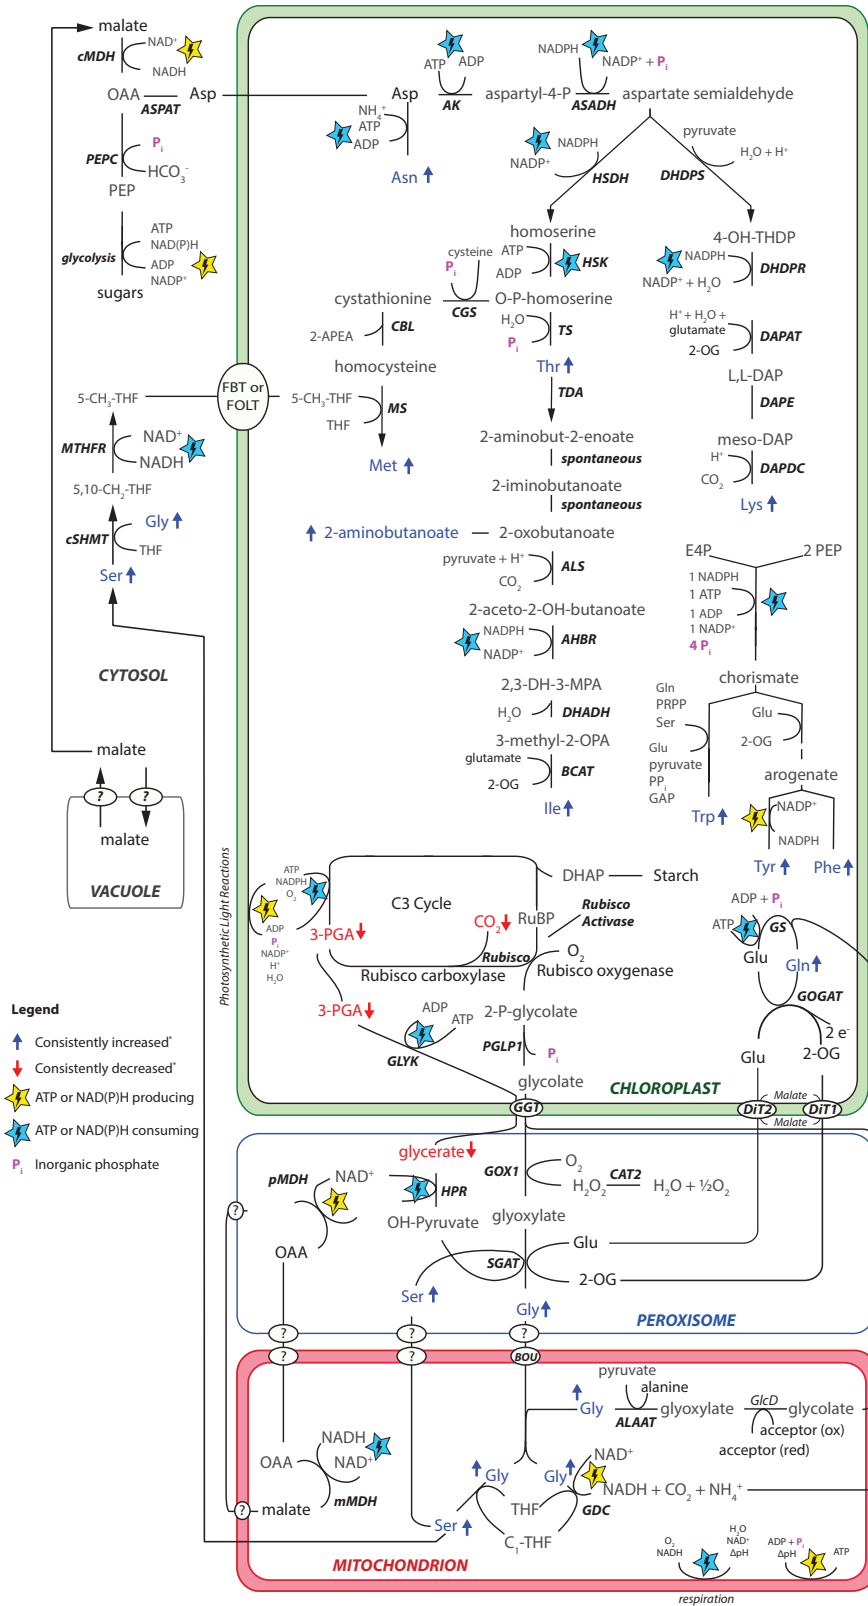 malate
NAD⁺
cMDH
NADH
OAA
ASPAT
Asp
PEPC
Pᵢ
HCO₃⁻
PEP
glycolysis
ATP
NAD(P)H
ADP
NADP⁺
sugars
Asp
ATP
ADP
AK
aspartyl-4-P
NADPH
NADP⁺ + Pᵢ
ASADH
aspartate semialdehyde
NH₄⁺
ATP
ADP
Asn
NADPH
NADP⁺
HSDH
pyruvate
H₂O + H⁺
DHDPS
homoserine
ATP
ADP
HSK
cysteine
Pᵢ
cystathionine
CGS
O-P-homoserine
2-APEA
CBL
H₂O
Pᵢ
TS
homocysteine
Thr
5-CH₃-THF
FBT or
FOLT
5-CH₃-THF
THF
MS
TDA
Met
2-aminobut-2-enoate
spontaneous
2-iminobutanoate
spontaneous
2-aminobutanoate
2-oxobutanoate
pyruvate + H⁺
CO₂
ALS
2-aceto-2-OH-butanoate
NADPH
NADP⁺
AHBR
2,3-DH-3-MPA
H₂O
DHADH
3-methyl-2-OPA
glutamate
2-OG
BCAT
Ile
4-OH-THDP
NADPH
NADP⁺ + H₂O
DHDPR
H⁺ + H₂O +
glutamate
2-OG
DAPAT
L,L-DAP
DAPE
meso-DAP
H⁺
CO₂
DAPDC
Lys
E4P
2 PEP
1 NADPH
1 ATP
1 ADP
1 NADP⁺
4 Pᵢ
chorismate
Gln
PRPP
Ser
Glu
pyruvate
PPᵢ
GAP
Trp
Glu
2-OG
arogenate
NADP⁺
NADPH
Tyr
Phe
MTHFR
NAD⁺
NADH
5,10-CH₂-THF
Gly
cSHMT
THF
Ser
CYTOSOL
malate
?
?
malate
VACUOLE
Photosynthetic Light Reactions
ATP
NADPH
O₂
ADP
Pᵢ
NADP⁺
H⁺
H₂O
C3 Cycle
3-PGA
CO₂
RuBP
Rubisco
Rubisco carboxylase
DHAP
Starch
Rubisco
Activase
O₂
Rubisco oxygenase
3-PGA
ADP
ATP
GLYK
2-P-glycolate
PGLP1
Pᵢ
glycolate
GG1
ADP + Pᵢ
ATP
GS
Glu
Gln
GOGAT
2 e⁻
Glu
2-OG
CHLOROPLAST
DiT2
Malate
Malate
DiT1
Legend
Consistently increased*
Consistently decreased*
ATP or NAD(P)H producing
ATP or NAD(P)H consuming
Pᵢ Inorganic phosphate
glycerate
GOX1
O₂
H₂O₂
CAT2
H₂O + ½O₂
pMDH
NAD⁺
HPR
OH-Pyruvate
glyoxylate
?
OAA
SGAT
Glu
2-OG
Ser
Gly
PEROXISOME
?
?
?
?
?
BOU
pyruvate
alanine
Gly
ALAAT
glyoxylate
GlcD
glycolate
acceptor (ox)
acceptor (red)
OAA
NADH
NAD⁺
mMDH
?
malate
Gly
Gly
NAD⁺
THF
GDC
NADH + CO₂ + NH₄⁺
Ser
C₁-THF
MITOCHONDRION
O₂
NADH
H₂O
NAD⁺
ΔpH
ADP + Pᵢ
ΔpH
ATP
respiration